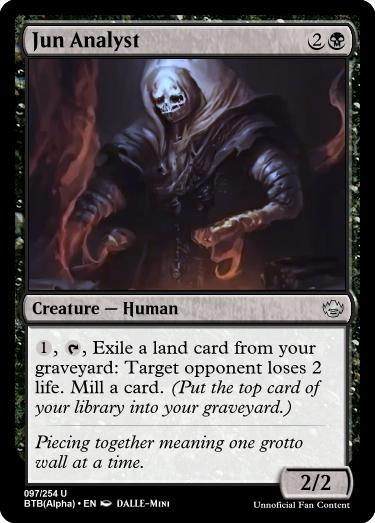 Jun Analyst 2
Creature — Human
1, , Exile a land card from your
graveyard: Target opponent loses 2
life. Mill a card. (Put the top card of
your library into your graveyard.)
Piecing together meaning one grotto
wall at a time.
2/2
097/254 U
BTB(Alpha) • EN DALLE-Mini
Unnoficial Fan Content